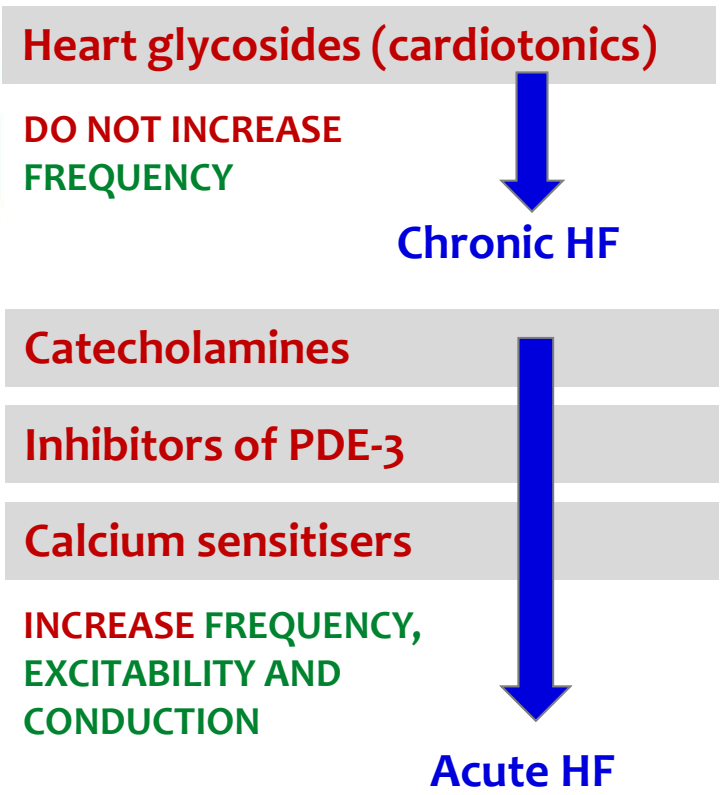 Heart glycosides (cardiotonics)
DO NOT INCREASE
FREQUENCY
Chronic HF
Catecholamines
Inhibitors of PDE-3
Calcium sensitisers
INCREASE FREQUENCY,
EXCITABILITY AND
CONDUCTION
Acute HF